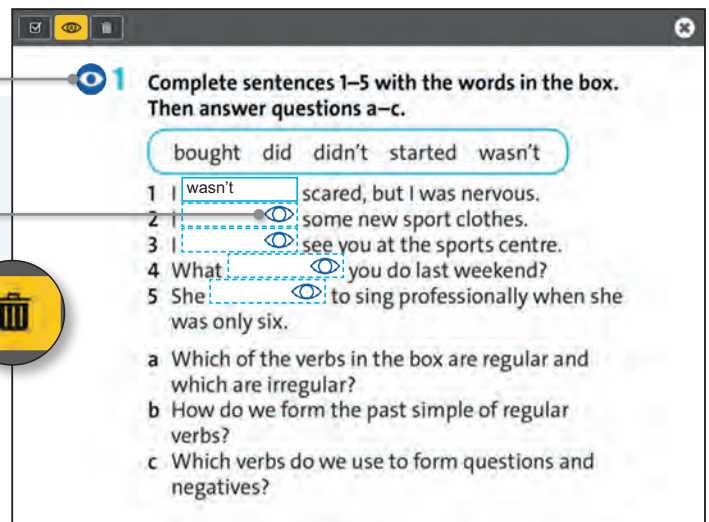 1 Complete sentences 1–5 with the words in the box.
Then answer questions a–c.
bought did didn't started wasn't
1 I wasn't scared, but I was nervous.
2 I some new sport clothes.
3 I see you at the sports centre.
4 What you do last weekend?
5 She to sing professionally when she
was only six.
a Which of the verbs in the box are regular and
which are irregular?
b How do we form the past simple of regular
verbs?
c Which verbs do we use to form questions and
negatives?